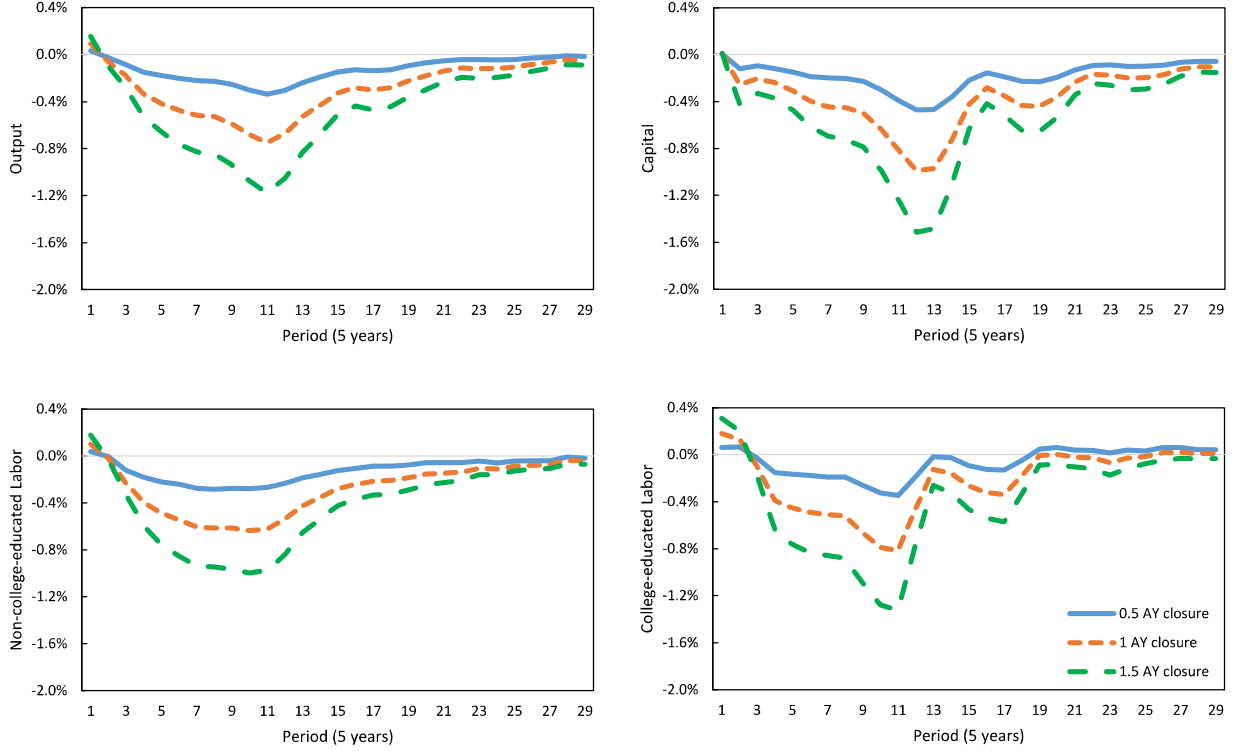 0.4%
0.0%
-0.4%
-0.8%
-1.2%
-1.6%
-2.0%
Output
1 3 5 7 9 11 13 15 17 19 21 23 25 27 29
Period (5 years)
0.4%
0.0%
-0.4%
-0.8%
-1.2%
-1.6%
-2.0%
Capital
1 3 5 7 9 11 13 15 17 19 21 23 25 27 29
Period (5 years)
0.4%
0.0%
-0.4%
-0.8%
-1.2%
-1.6%
-2.0%
Non-college-educated Labor
1 3 5 7 9 11 13 15 17 19 21 23 25 27 29
Period (5 years)
0.4%
0.0%
-0.4%
-0.8%
-1.2%
-1.6%
-2.0%
College-educated Labor
0.5 AY closure
1 AY closure
1.5 AY closure
1 3 5 7 9 11 13 15 17 19 21 23 25 27 29
Period (5 years)